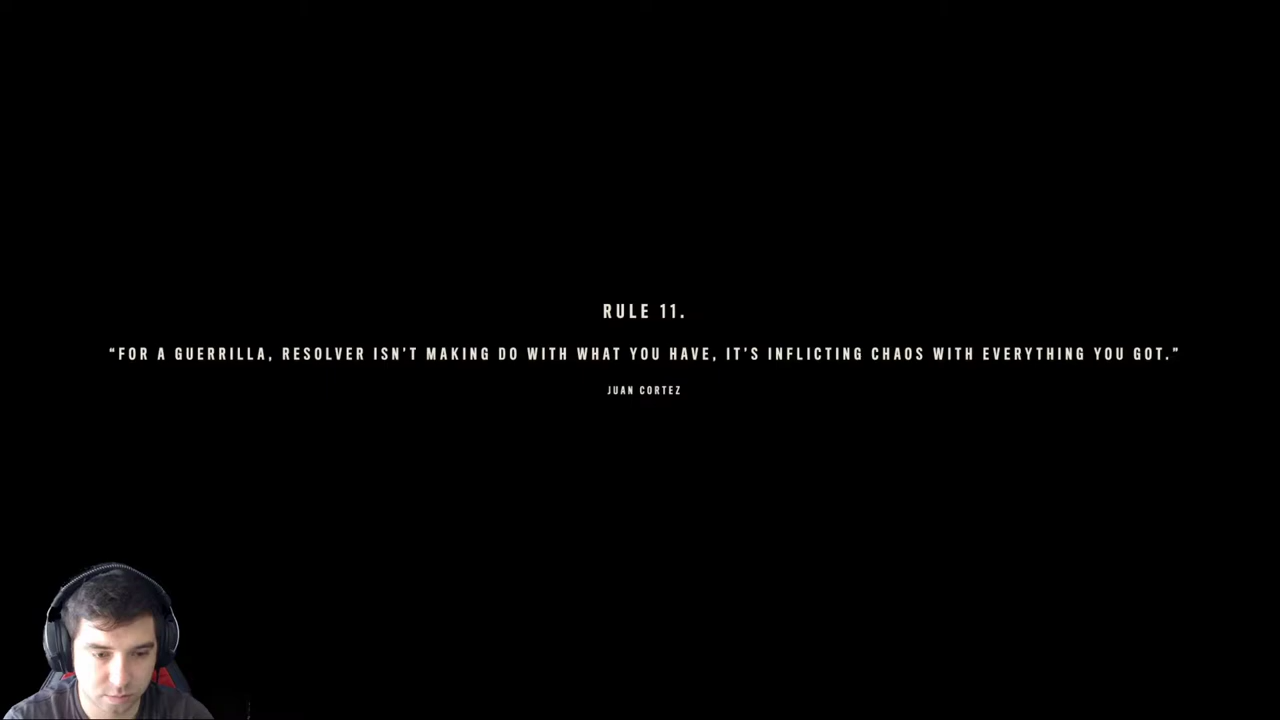 RULE 11.
“FOR A GUERRILLA, RESOLVER ISN’T MAKING DO WITH WHAT YOU HAVE, IT’S INFLICTING CHAOS WITH EVERYTHING YOU GOT.”
JUAN CORTEZ